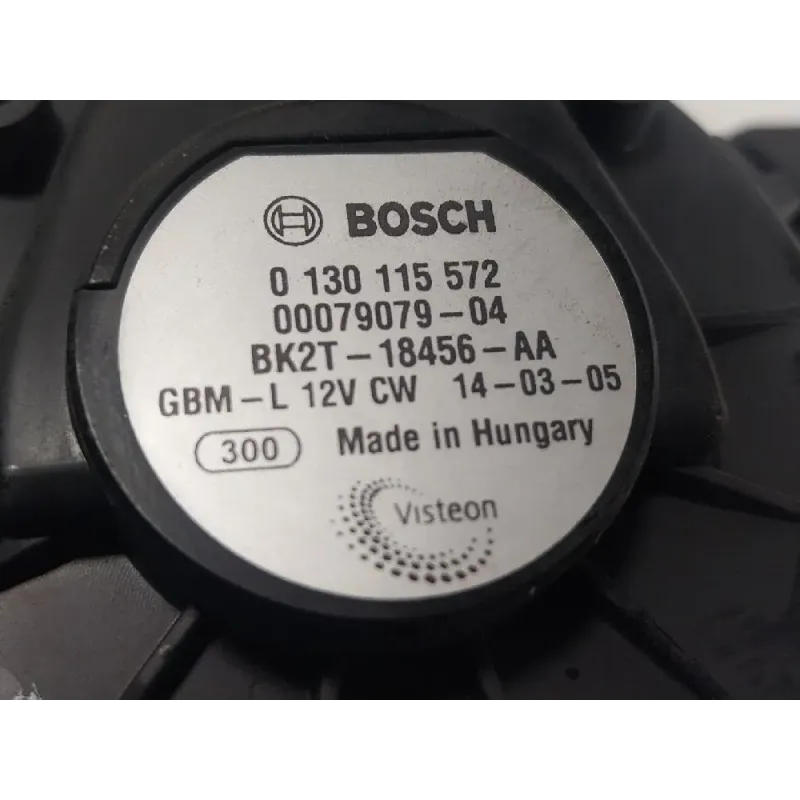 BOSCH
0 130 115 572
00079079-04
BK2T-18456-AA
GBM-L 12V CW 14-03-05
300 Made in Hungary
Visteon